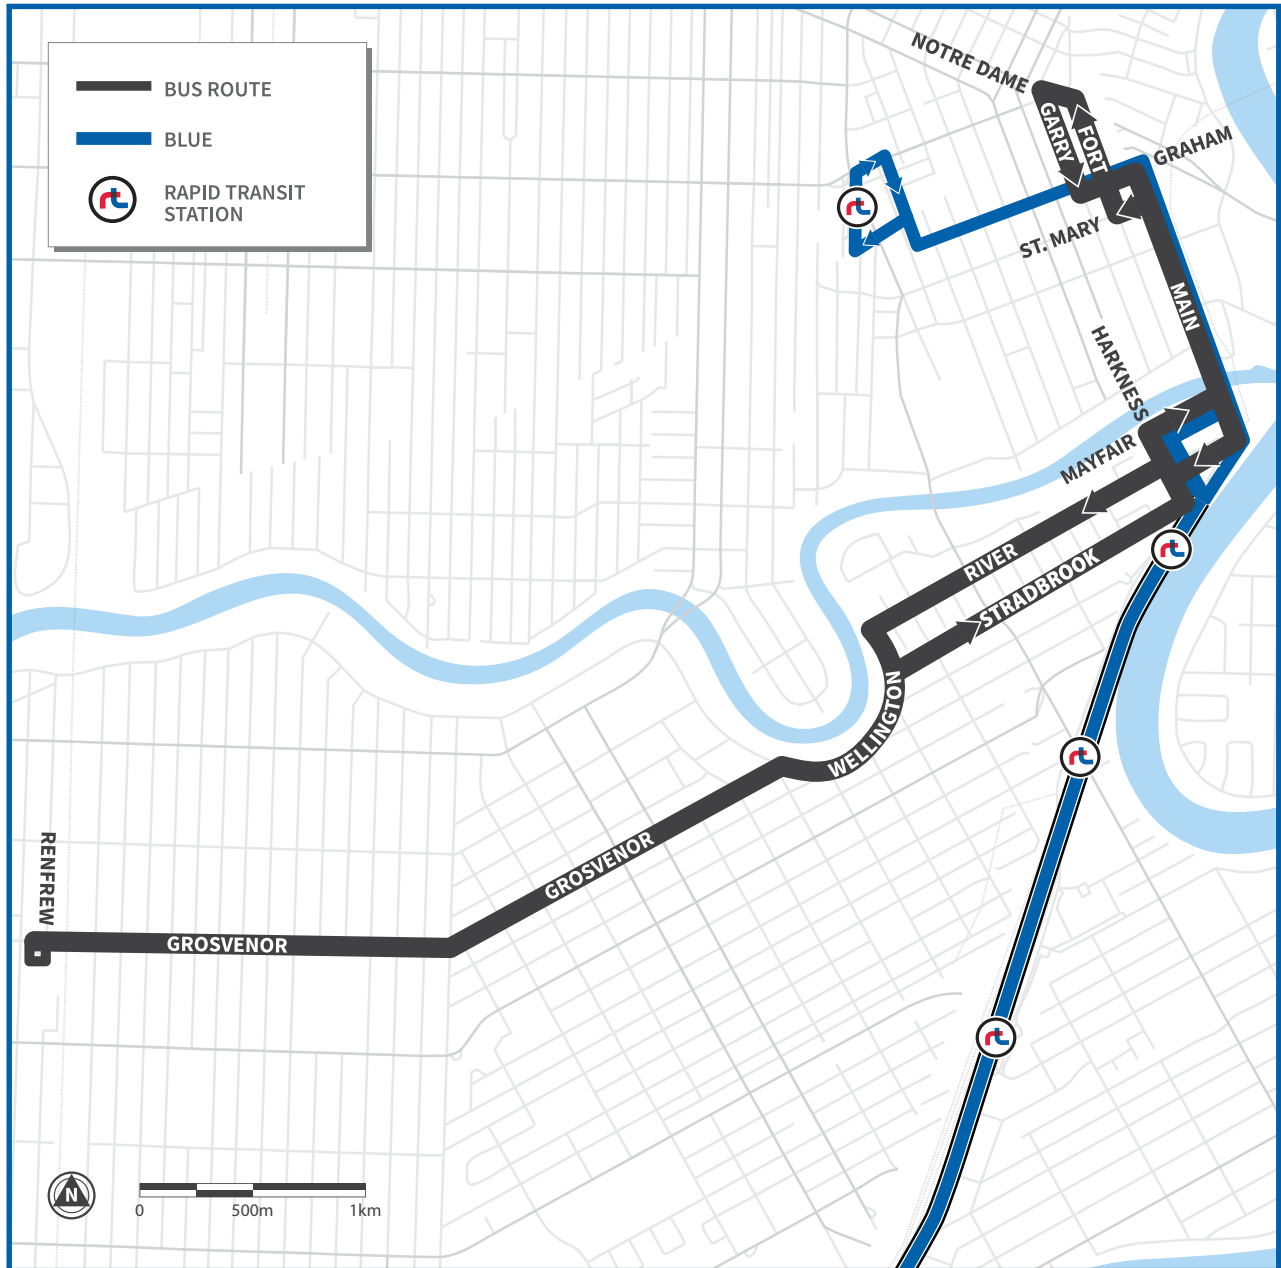 BUS ROUTE
BLUE
RAPID TRANSIT
STATION
NOTRE DAME
GARRY
FORT
GRAHAM
ST. MARY
MAIN
HARKNESS
MAYFAIR
RIVER
STRADBROOK
WELLINGTON
GROSVENOR
RENFREW
GROSVENOR
N
0 500m 1km